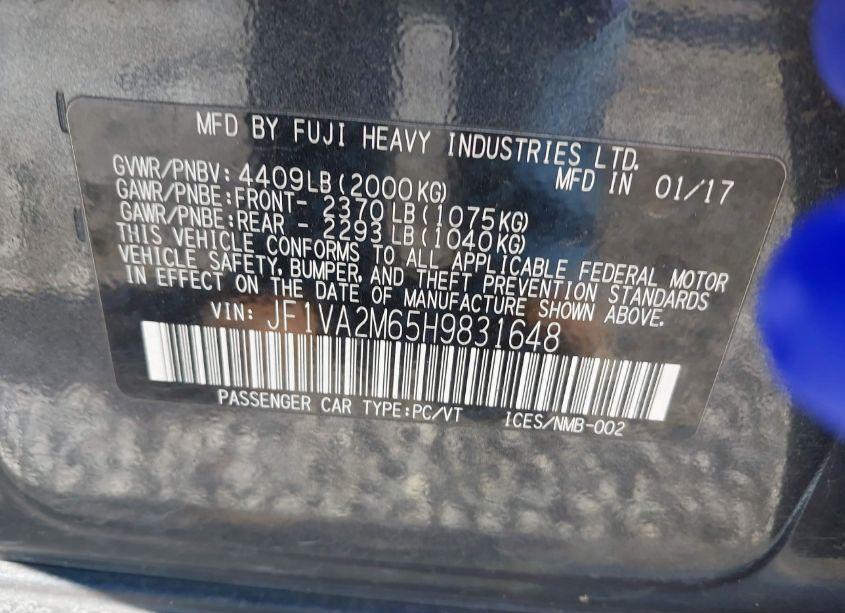 MFD BY FUJI HEAVY INDUSTRIES LTD.
GVWR/PNBV: 4409LB(2000KG) MFD IN 01/17
GAWR/PNBE:FRONT- 2370LB(1075KG)
GAWR/PNBE:REAR - 2293LB(1040KG)
THIS VEHICLE CONFORMS TO ALL APPLICABLE FEDERAL MOTOR
VEHICLE SAFETY, BUMPER, AND THEFT PREVENTION STANDARDS
IN EFFECT ON THE DATE OF MANUFACTURE SHOWN ABOVE.
VIN: JF1VA2M65H9831648
PASSENGER CAR TYPE:PC/VT ICES/NMB-002